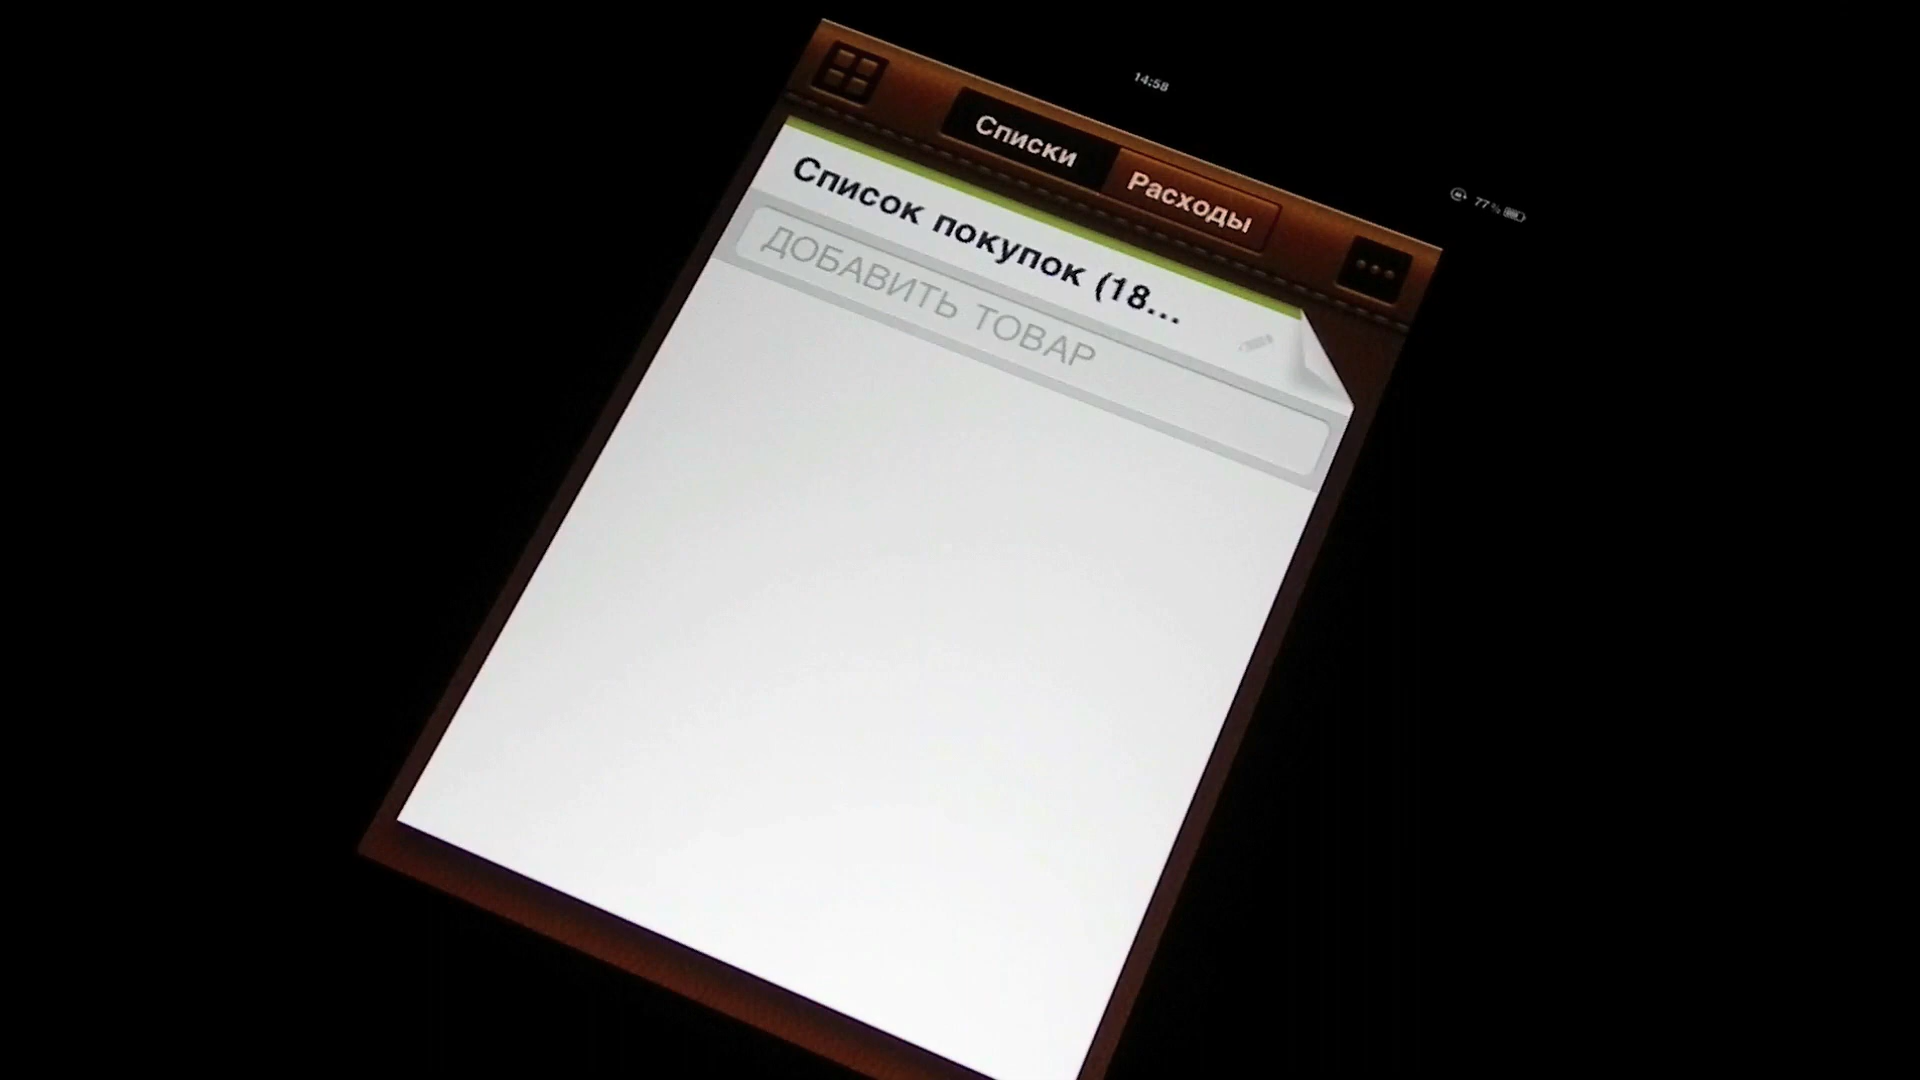 14:58
77%
Списки
Расходы
Список покупок (18...
ДОБАВИТЬ ТОВАР